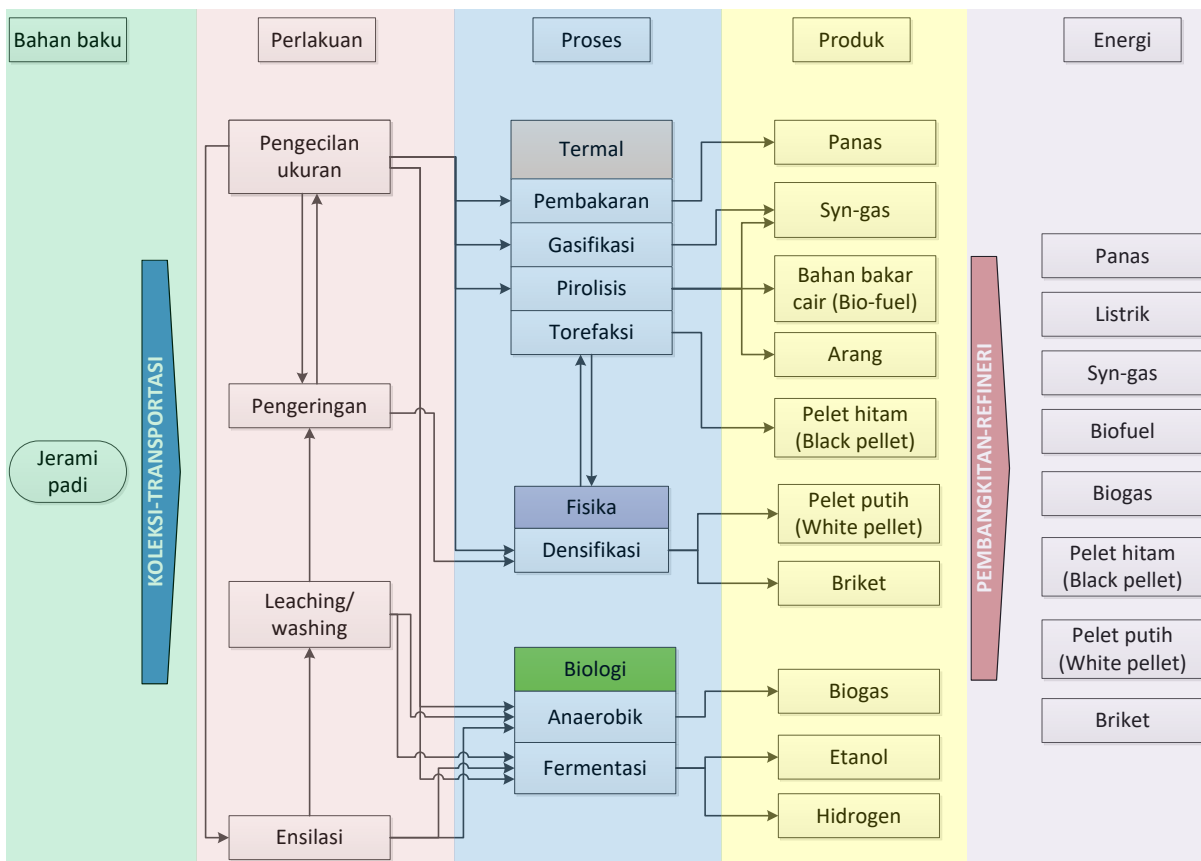 Bahan baku
Perlakuan
Proses
Produk
Energi
Jerami
padi
KOLEKSI-TRANSPORTASI
Pengecilan
ukuran
Pengeringan
Leaching/
washing
Ensilasi
Termal
Pembakaran
Gasifikasi
Pirolisis
Torefaksi
Fisika
Densifikasi
Biologi
Anaerobik
Fermentasi
Panas
Syn-gas
Bahan bakar
cair (Bio-fuel)
Arang
Pelet hitam
(Black pellet)
Pelet putih
(White pellet)
Briket
Biogas
Etanol
Hidrogen
PEMBANGKITAN-REFINERI
Panas
Listrik
Syn-gas
Biofuel
Biogas
Pelet hitam
(Black pellet)
Pelet putih
(White pellet)
Briket